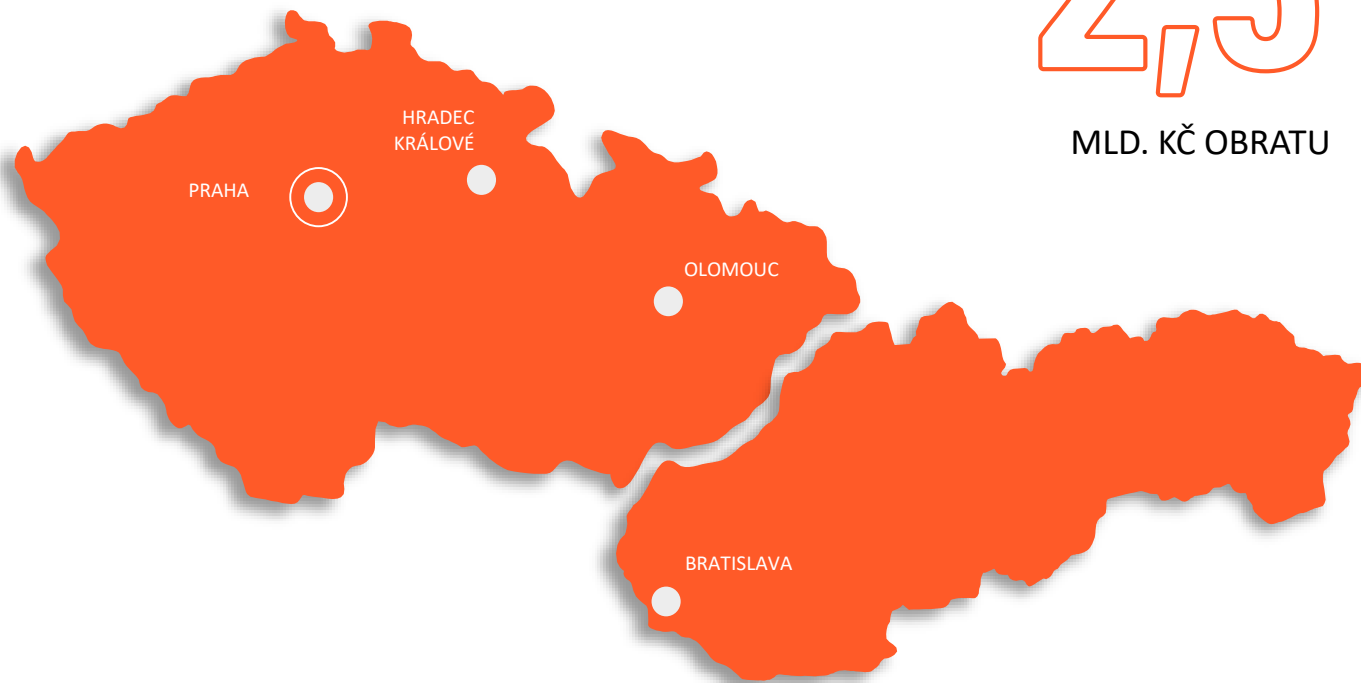 HRADEC
KRÁLOVÉ
MLD. KČ OBRATU
PRAHA
OLOMOUC
BRATISLAVA